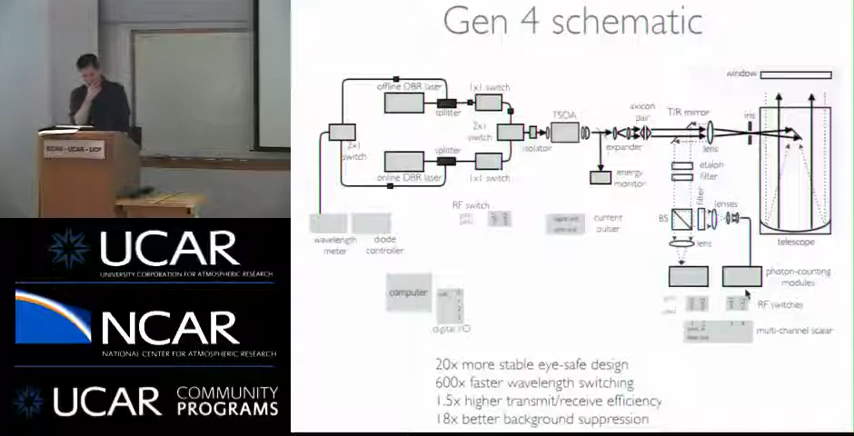 Gen 4 schematic
window
offline DBR laser
1x1 switch
splitter
axicon pair
T/R mirror
iris
TSOA
2x1 switch
2x1 switch
isolator
expander
lens
splitter
online DBR laser
1x1 switch
energy monitor
etalon
filter
RF switch
current pulser
BS
filter
lenses
lens
telescope
wavelength meter
diode controller
computer
digital I/O
photon-counting modules
RF switches
multi-channel scaler
20x more stable eye-safe design
600x faster wavelength switching
1.5x higher transmit/receive efficiency
18x better background suppression
NCAR - UCAR - UCP
UCAR
UNIVERSITY CORPORATION FOR ATMOSPHERIC RESEARCH
NCAR
NATIONAL CENTER FOR ATMOSPHERIC RESEARCH
UCAR COMMUNITY PROGRAMS